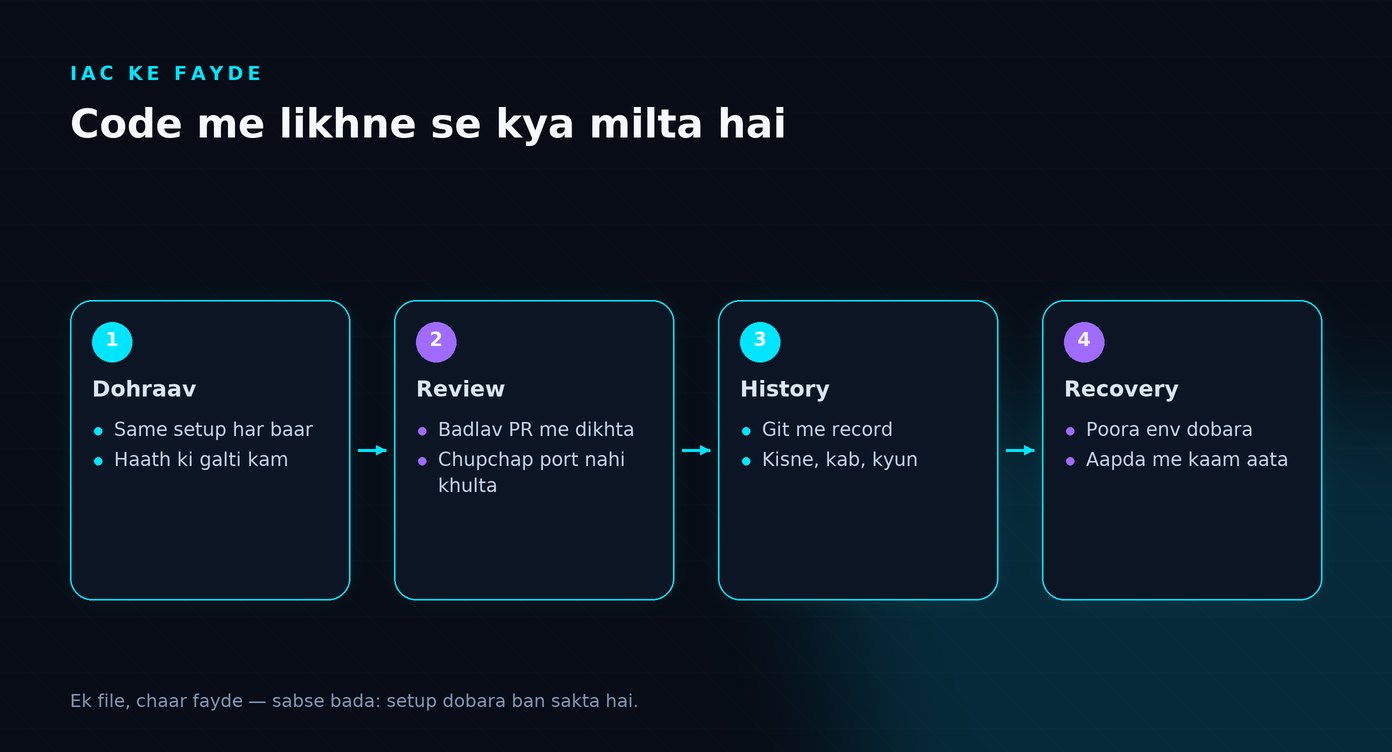 IAC KE FAYDE
Code me likhne se kya milta hai
1
Dohraav
Same setup har baar
Haath ki galti kam
2
Review
Badlav PR me dikhta
Chupchap port nahi
khulta
3
History
Git me record
Kisne, kab, kyun
4
Recovery
Poora env dobara
Aapda me kaam aata
Ek file, chaar fayde — sabse bada: setup dobara ban sakta hai.